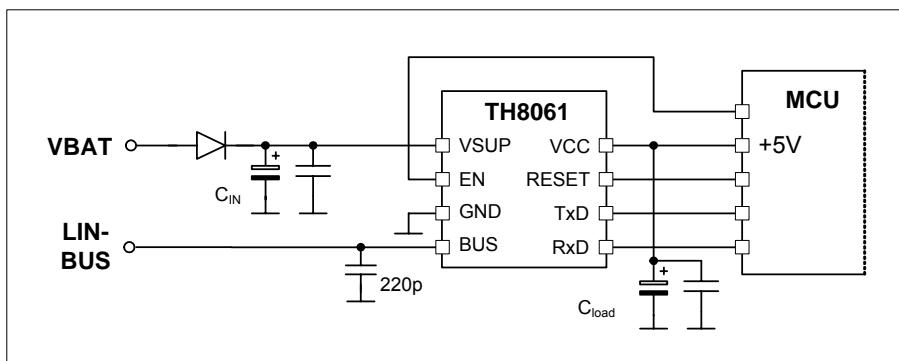 TH8061
MCU
VBAT
VSUP
VCC
+5V
+
C_IN
EN
RESET
GND
TxD
LIN-
BUS
BUS
RxD
220p
+
C_load